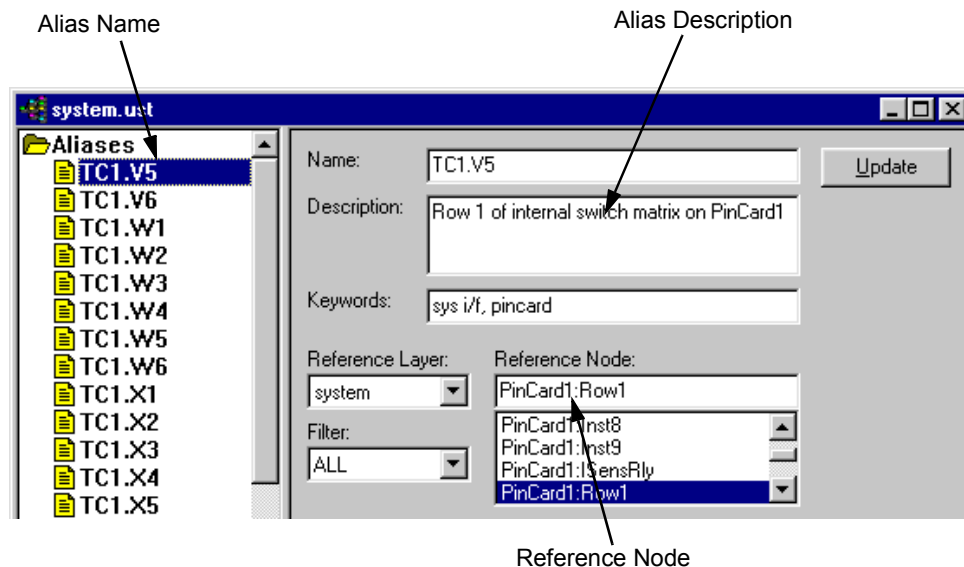 Alias Name
Alias Description
system.ust
Aliases
TC1.V5
TC1.V6
TC1.W1
TC1.W2
TC1.W3
TC1.W4
TC1.W5
TC1.W6
TC1.X1
TC1.X2
TC1.X3
TC1.X4
TC1.X5
Name:
TC1.V5
Update
Description:
Row 1 of internal switch matrix on PinCard1
Keywords:
sys i/f, pincard
Reference Layer:
system
Reference Node:
PinCard1:Row1
Filter:
ALL
PinCard1:Inst8
PinCard1:Inst9
PinCard1:ISensRly
PinCard1:Row1
Reference Node